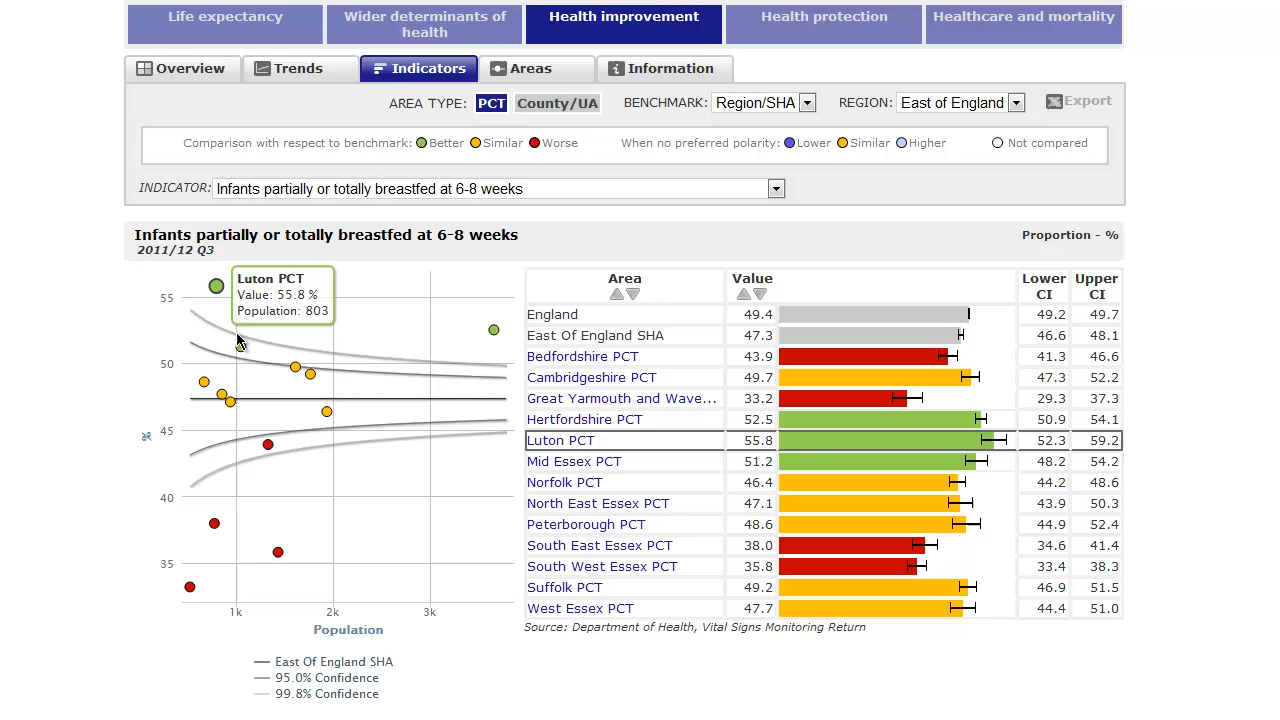 Life expectancy
Wider determinants of health
Health improvement
Health protection
Healthcare and mortality
Overview
Trends
Indicators
Areas
Information
AREA TYPE: PCT County/UA BENCHMARK: Region/SHA REGION: East of England Export
Comparison with respect to benchmark: Better Similar Worse When no preferred polarity: Lower Similar Higher Not compared
INDICATOR: Infants partially or totally breastfed at 6-8 weeks
Infants partially or totally breastfed at 6-8 weeks
2011/12 Q3
Proportion - %
Luton PCT
Value: 55.8 %
Population: 803
55
50
45
40
35
%
1k 2k 3k
Population
East Of England SHA
95.0% Confidence
99.8% Confidence
Area Value Lower CI Upper CI
England 49.4 49.2 49.7
East Of England SHA 47.3 46.6 48.1
Bedfordshire PCT 43.9 41.3 46.6
Cambridgeshire PCT 49.7 47.3 52.2
Great Yarmouth and Wave... 33.2 29.3 37.3
Hertfordshire PCT 52.5 50.9 54.1
Luton PCT 55.8 52.3 59.2
Mid Essex PCT 51.2 48.2 54.2
Norfolk PCT 46.4 44.2 48.6
North East Essex PCT 47.1 43.9 50.3
Peterborough PCT 48.6 44.9 52.4
South East Essex PCT 38.0 34.6 41.4
South West Essex PCT 35.8 33.4 38.3
Suffolk PCT 49.2 46.9 51.5
West Essex PCT 47.7 44.4 51.0
Source: Department of Health, Vital Signs Monitoring Return